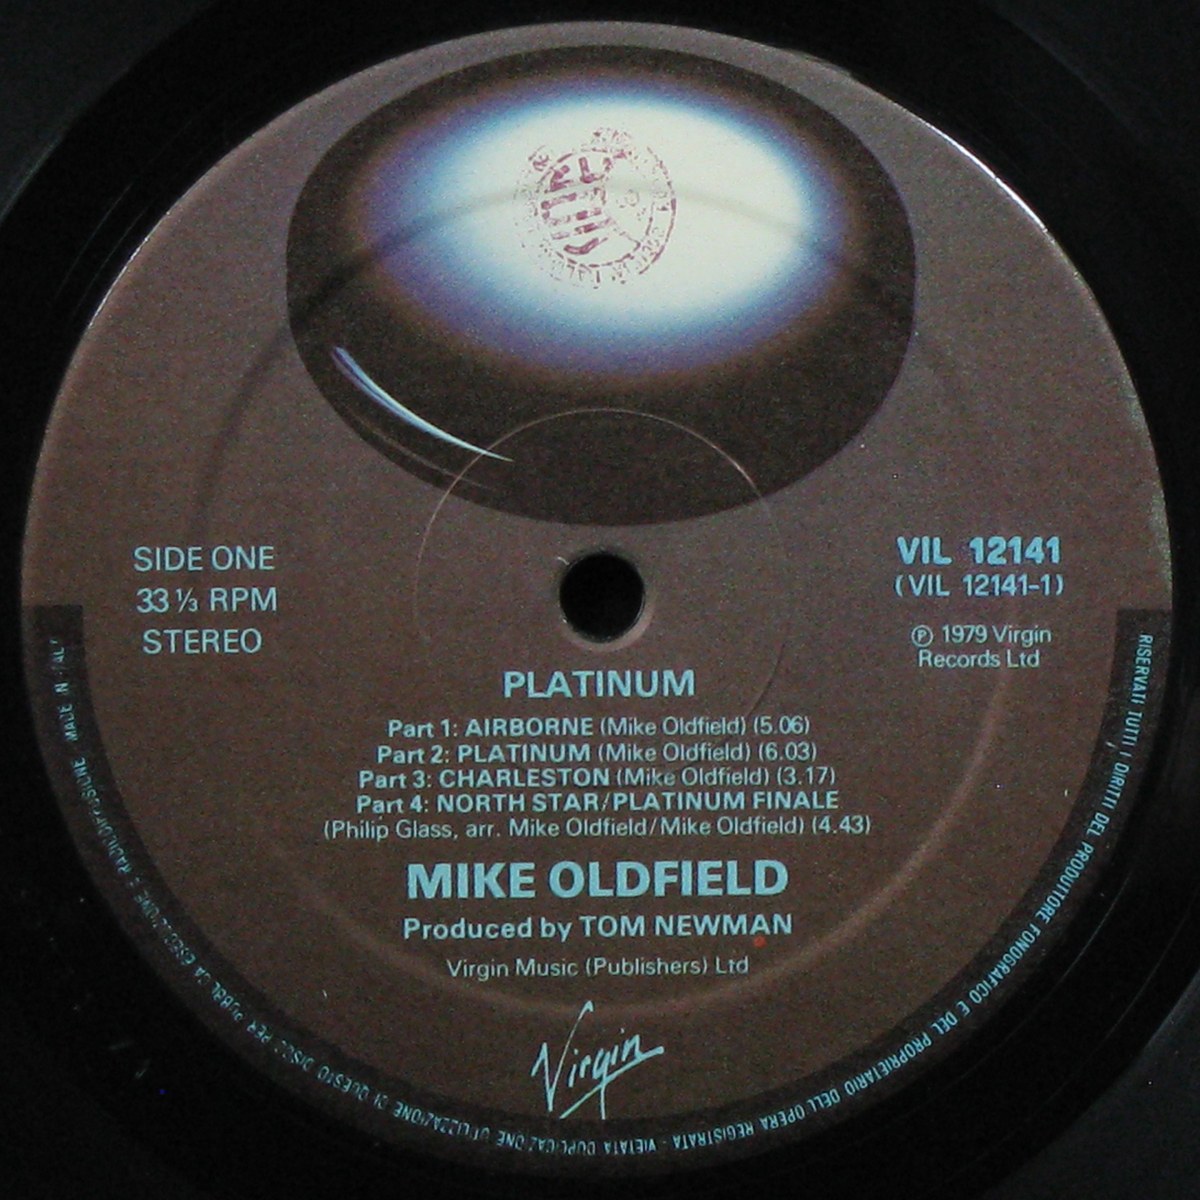 SIDE ONE
33 ⅓ RPM
STEREO
VIL 12141
(VIL 12141-1)
℗ 1979 Virgin
Records Ltd
PLATINUM
Part 1: AIRBORNE (Mike Oldfield) (5.06)
Part 2: PLATINUM (Mike Oldfield) (6.03)
Part 3: CHARLESTON (Mike Oldfield) (3.17)
Part 4: NORTH STAR/PLATINUM FINALE
(Philip Glass, arr. Mike Oldfield/Mike Oldfield) (4.43)
MIKE OLDFIELD
Produced by TOM NEWMAN
Virgin Music (Publishers) Ltd
Virgin
RISERVATI TUTTI I DIRITTI DEL PRODUTTORE FONOGRAFICO E DEL PROPRIETARIO DELL'OPERA REGISTRATA - VIETATA DUPLICAZIONE UTILIZZAZIONE DI QUESTO DISCO PER PUBBLICA ESECUZIONE E RADIODIFFUSIONE MADE IN ITALY